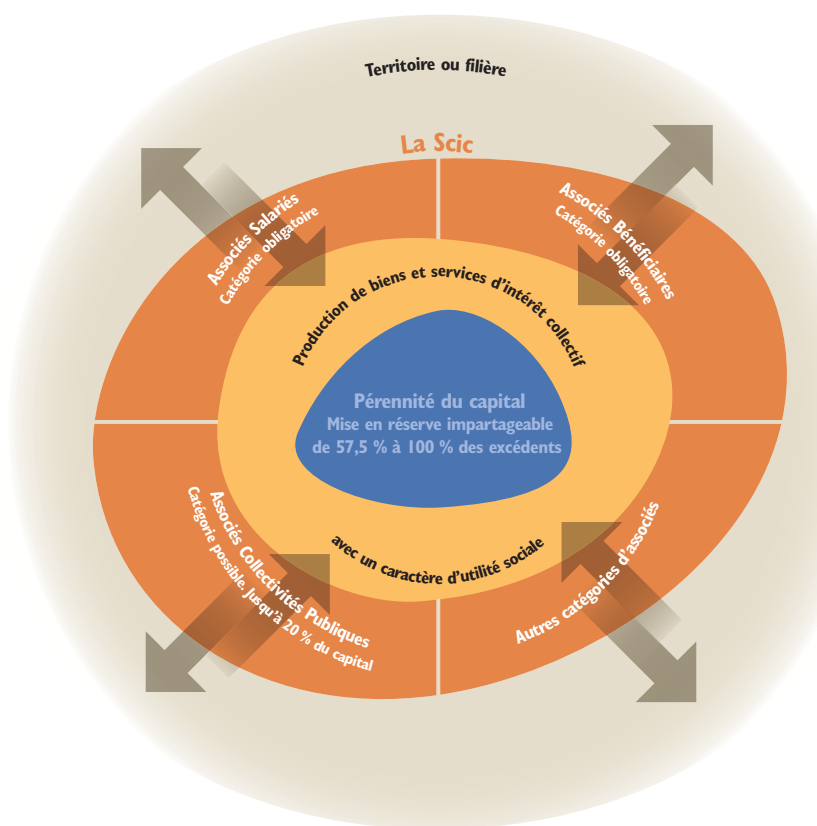 Territoire ou filière
La Scic
Associés Salariés
Catégorie obligatoire
Associés Bénéficiaires
Catégorie obligatoire
Production de biens et services d'intérêt collectif
Pérennité du capital
Mise en réserve impartageable
de 57,5 % à 100 % des excédents
avec un caractère d'utilité sociale
Associés Collectivités Publiques
Catégorie possible. Jusqu'à 20 % du capital
Autres catégories d'associés